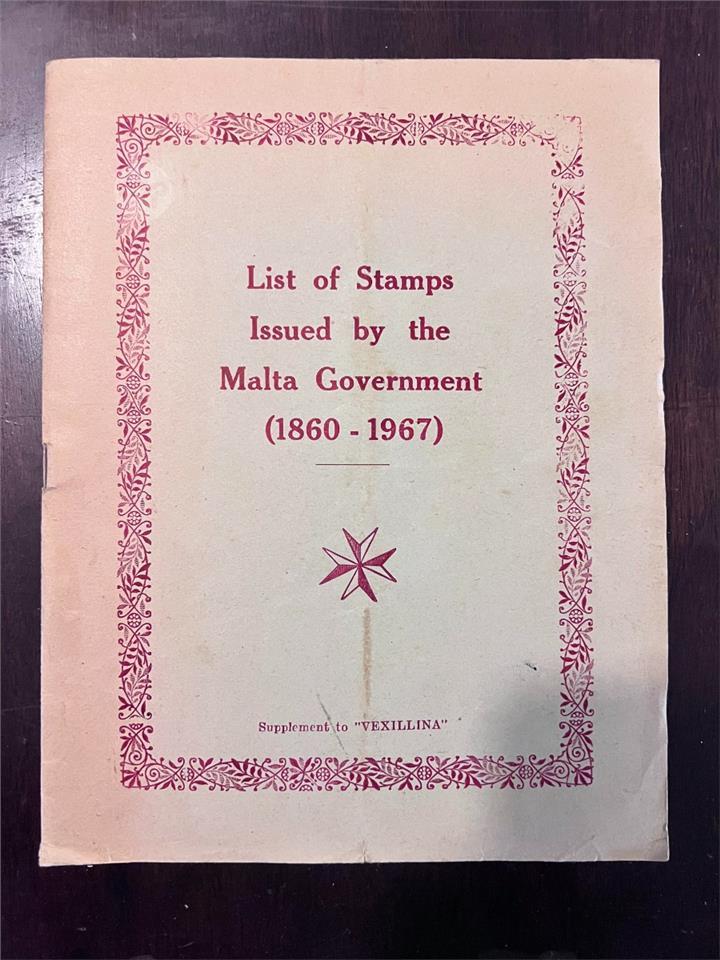 List of Stamps
Issued by the
Malta Government
(1860 - 1967)
Supplement to "VEXILLINA"